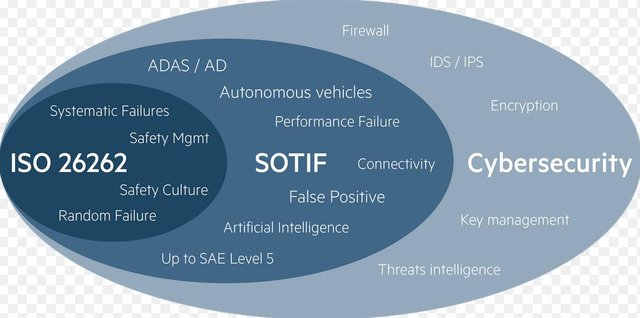 Firewall
ADAS / AD
IDS / IPS
Autonomous vehicles
Systematic Failures
Encryption
Performance Failure
Safety Mgmt
ISO 26262
SOTIF
Connectivity
Cybersecurity
Safety Culture
False Positive
Random Failure
Key management
Artificial Intelligence
Up to SAE Level 5
Threats intelligence